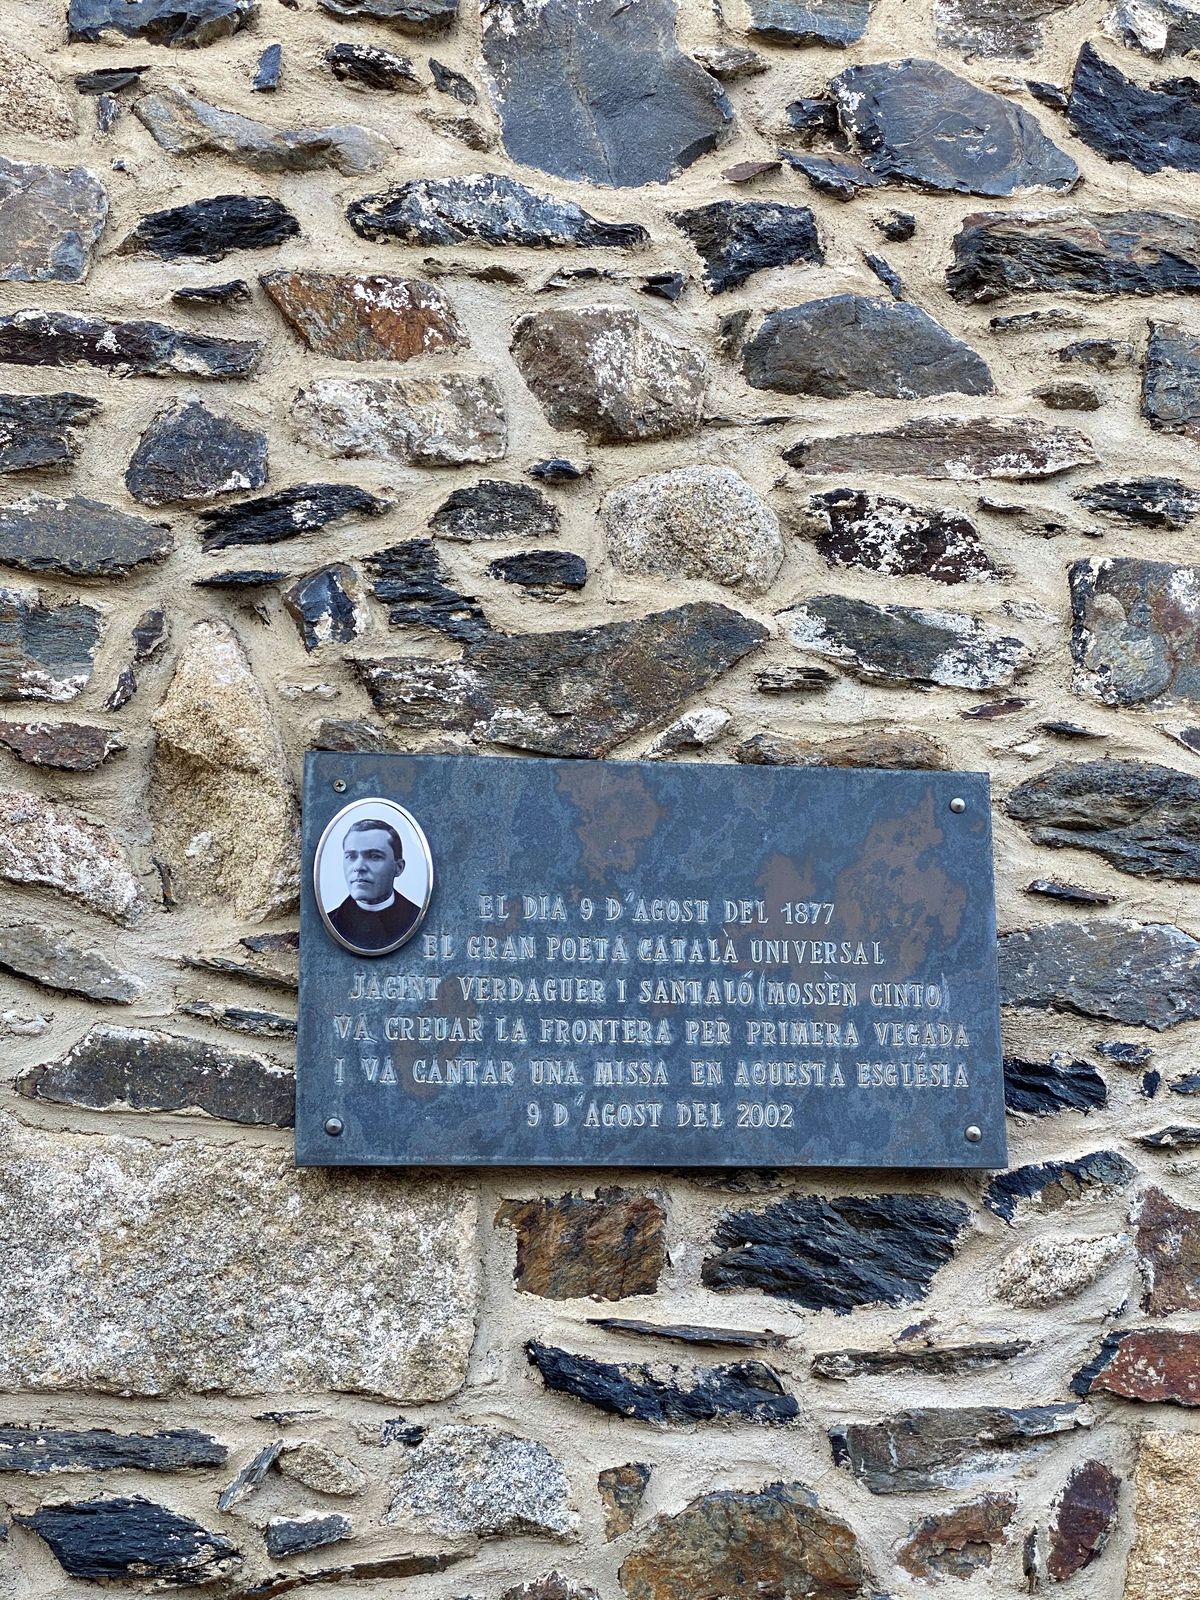 EL DIA 9 D'AGOST DEL 1877
EL GRAN POETA CATALÀ UNIVERSAL
JACINT VERDAGUER I SANTALÓ (MOSSÈN CINTO)
VA CREUAR LA FRONTERA PER PRIMERA VEGADA
I VA CANTAR UNA MISSA EN AQUESTA ESGLÉSIA
9 D'AGOST DEL 2002